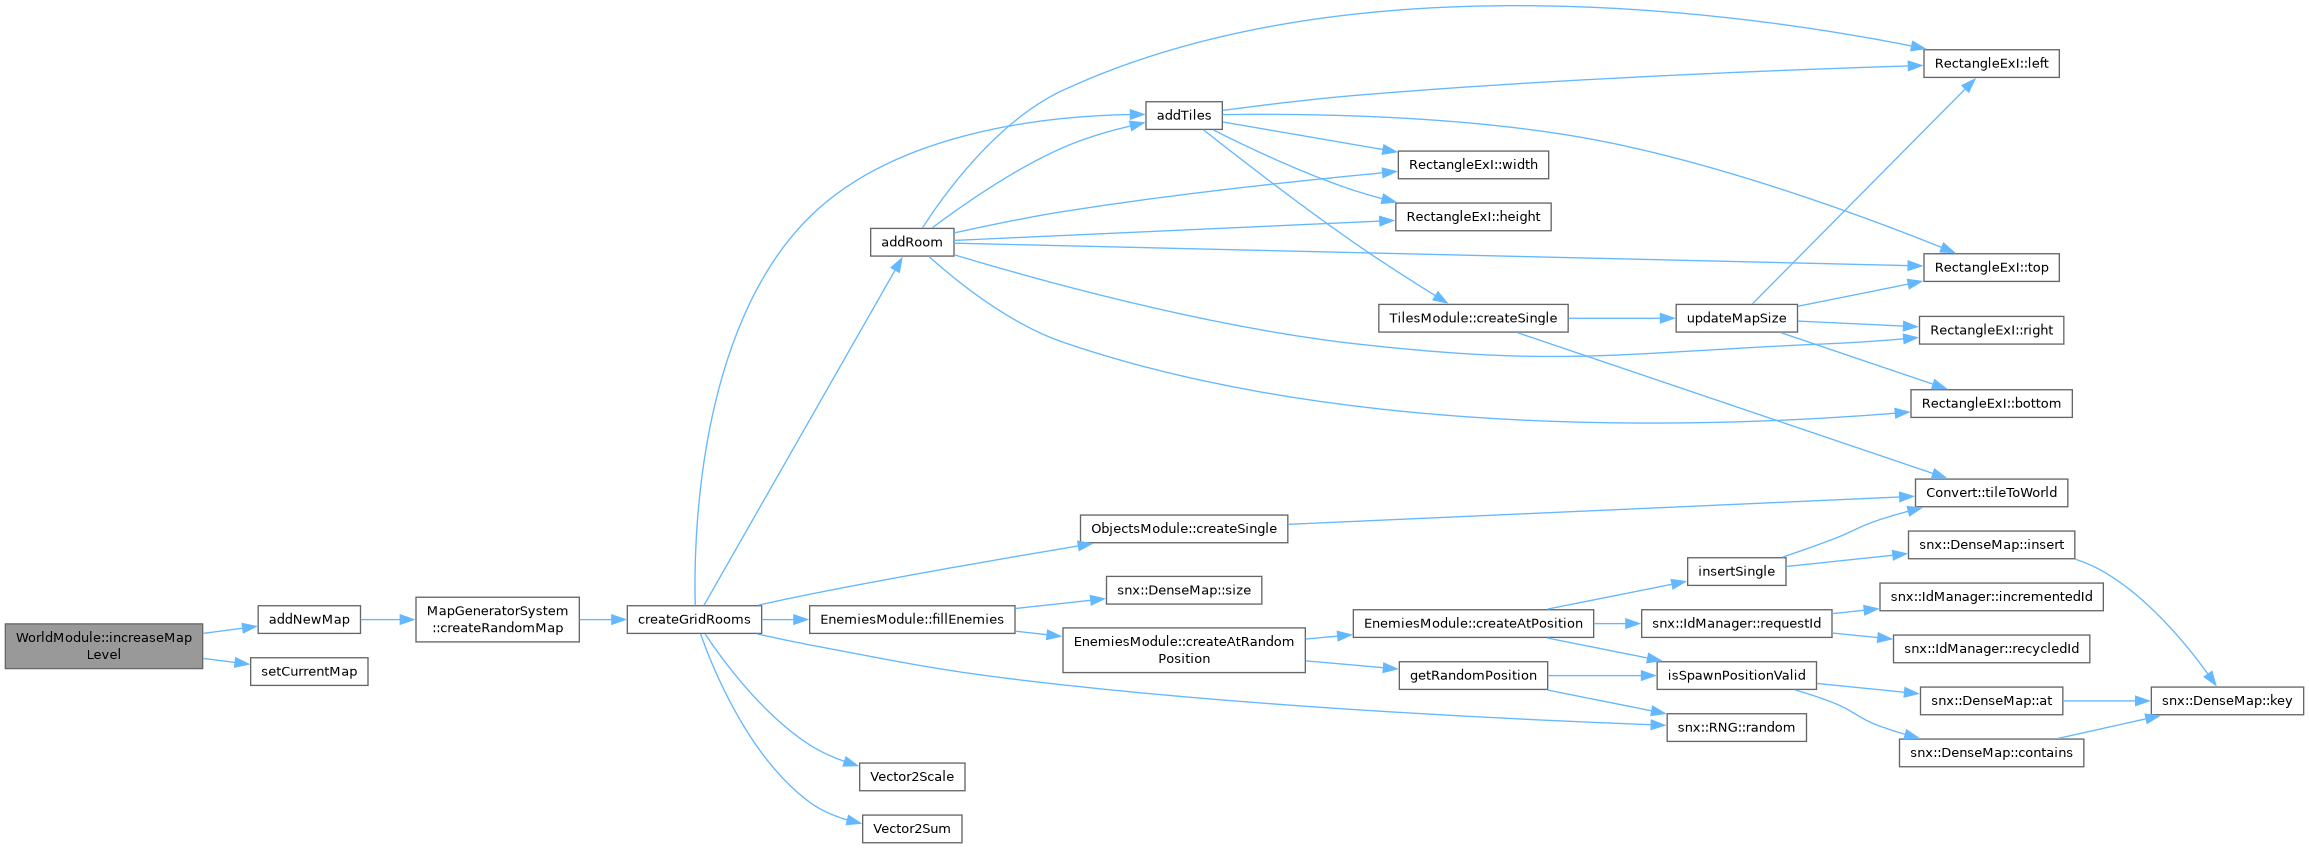 RectangleExI::left
addTiles
RectangleExI::width
RectangleExI::height
addRoom
RectangleExI::top
TilesModule::createSingle
updateMapSize
RectangleExI::right
RectangleExI::bottom
Convert::tileToWorld
ObjectsModule::createSingle
snx::DenseMap::insert
insertSingle
snx::DenseMap::size
snx::IdManager::incrementedId
MapGeneratorSystem
::createRandomMap
addNewMap
createGridRooms
EnemiesModule::fillEnemies
EnemiesModule::createAtPosition
snx::IdManager::requestId
WorldModule::increaseMap
Level
EnemiesModule::createAtRandom
Position
snx::IdManager::recycledId
setCurrentMap
getRandomPosition
isSpawnPositionValid
snx::DenseMap::at
snx::DenseMap::key
snx::RNG::random
snx::DenseMap::contains
Vector2Scale
Vector2Sum